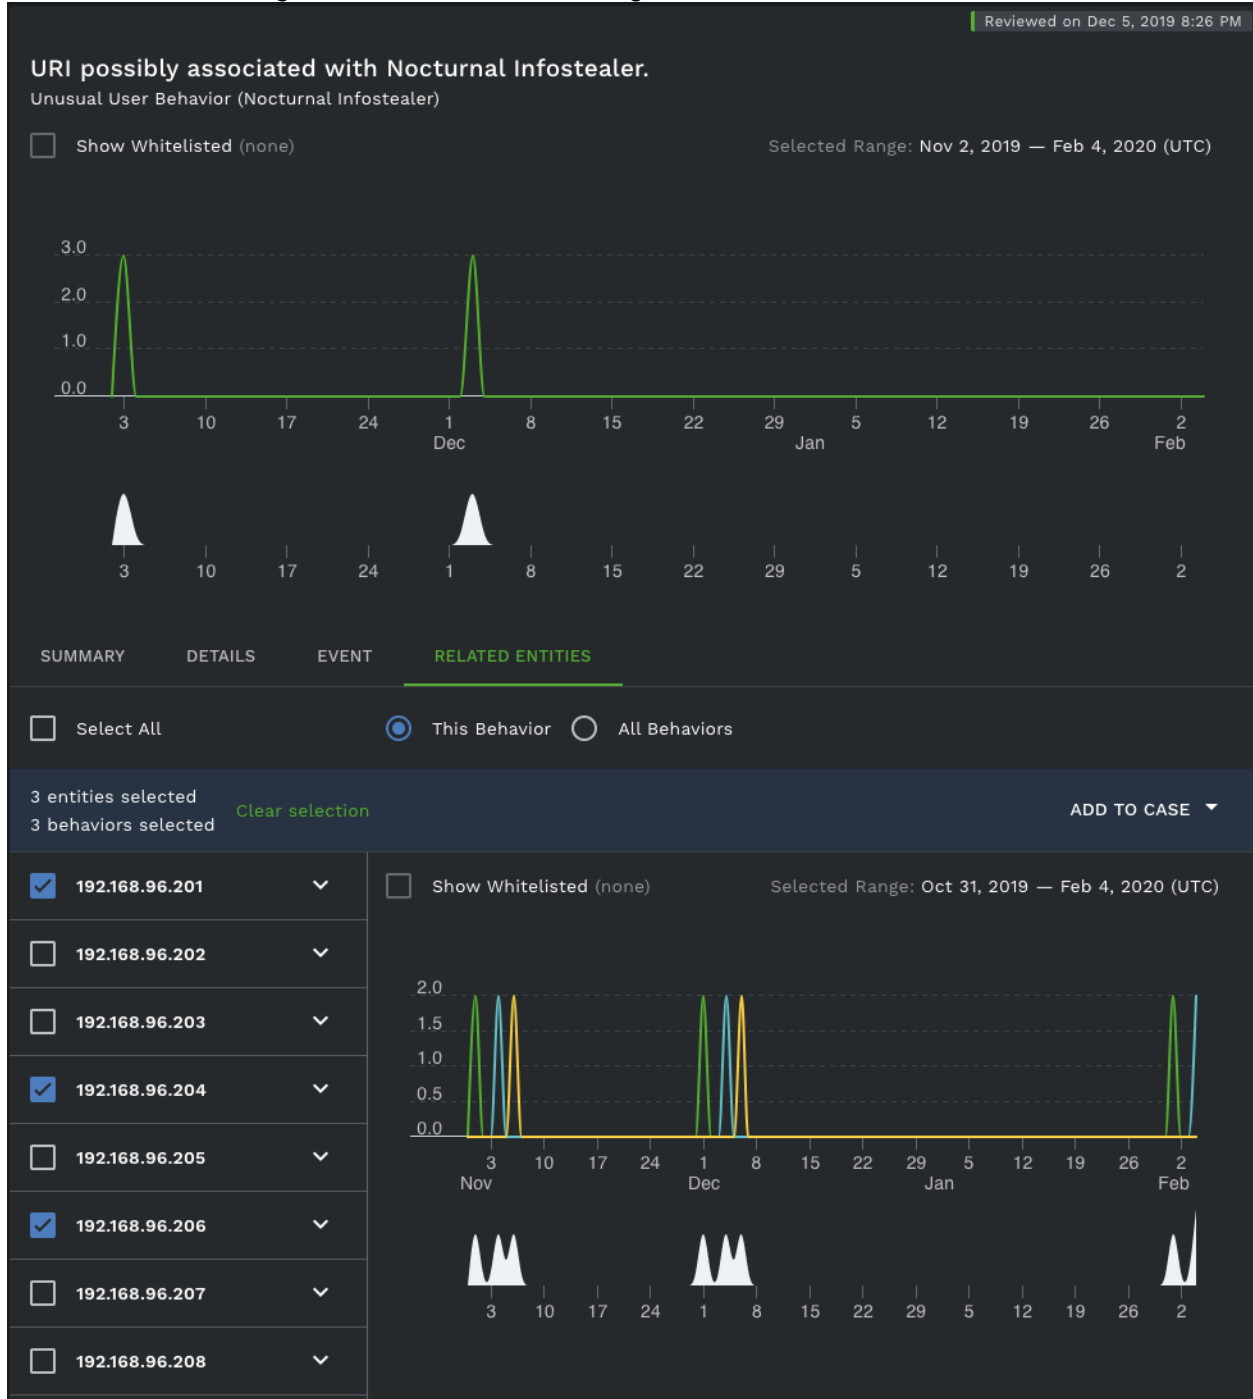 Reviewed on Dec 5, 2019 8:26 PM
URI possibly associated with Nocturnal Infostealer.
Unusual User Behavior (Nocturnal Infostealer)
Show Whitelisted (none)
Selected Range: Nov 2, 2019 — Feb 4, 2020 (UTC)
3.0
2.0
1.0
0.0
3 10 17 24 1 8 15 22 29 5 12 19 26 2
Dec Jan Feb
3 10 17 24 1 8 15 22 29 5 12 19 26 2
SUMMARY DETAILS EVENT RELATED ENTITIES
Select All
This Behavior All Behaviors
3 entities selected
3 behaviors selected
Clear selection
ADD TO CASE
192.168.96.201
192.168.96.202
192.168.96.203
192.168.96.204
192.168.96.205
192.168.96.206
192.168.96.207
192.168.96.208
Show Whitelisted (none)
Selected Range: Oct 31, 2019 — Feb 4, 2020 (UTC)
2.0
1.5
1.0
0.5
0.0
3 10 17 24 1 8 15 22 29 5 12 19 26 2
Nov Dec Jan Feb
3 10 17 24 1 8 15 22 29 5 12 19 26 2